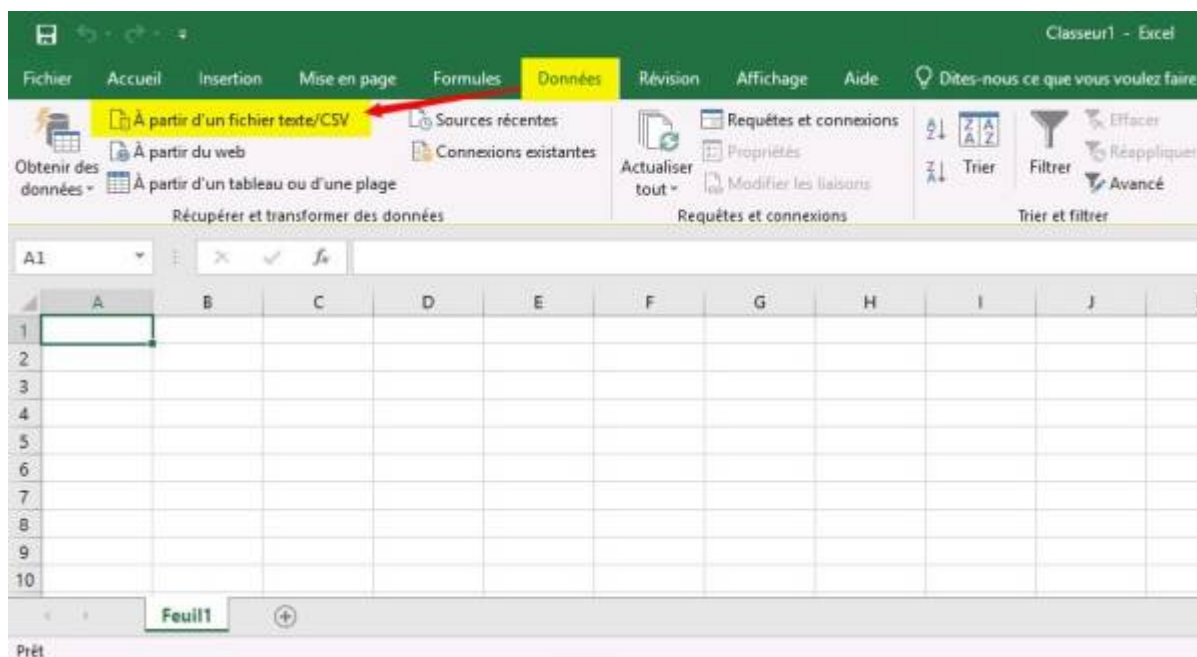 Classeur1 - Excel
Fichier Accueil Insertion Mise en page Formules Données Révision Affichage Aide Dites-nous ce que vous voulez faire
Obtenir des données
À partir d'un fichier texte/CSV
À partir du web
À partir d'un tableau ou d'une plage
Sources récentes
Connexions existantes
Récupérer et transformer des données
Actualiser tout
Requêtes et connexions
Propriétés
Modifier les liaisons
Requêtes et connexions
Trier
Filtrer
Effacer
Réappliquer
Avancé
Trier et filtrer
A1 fx
A B C D E F G H I J
1
2
3
4
5
6
7
8
9
10
Feuil1
Prêt